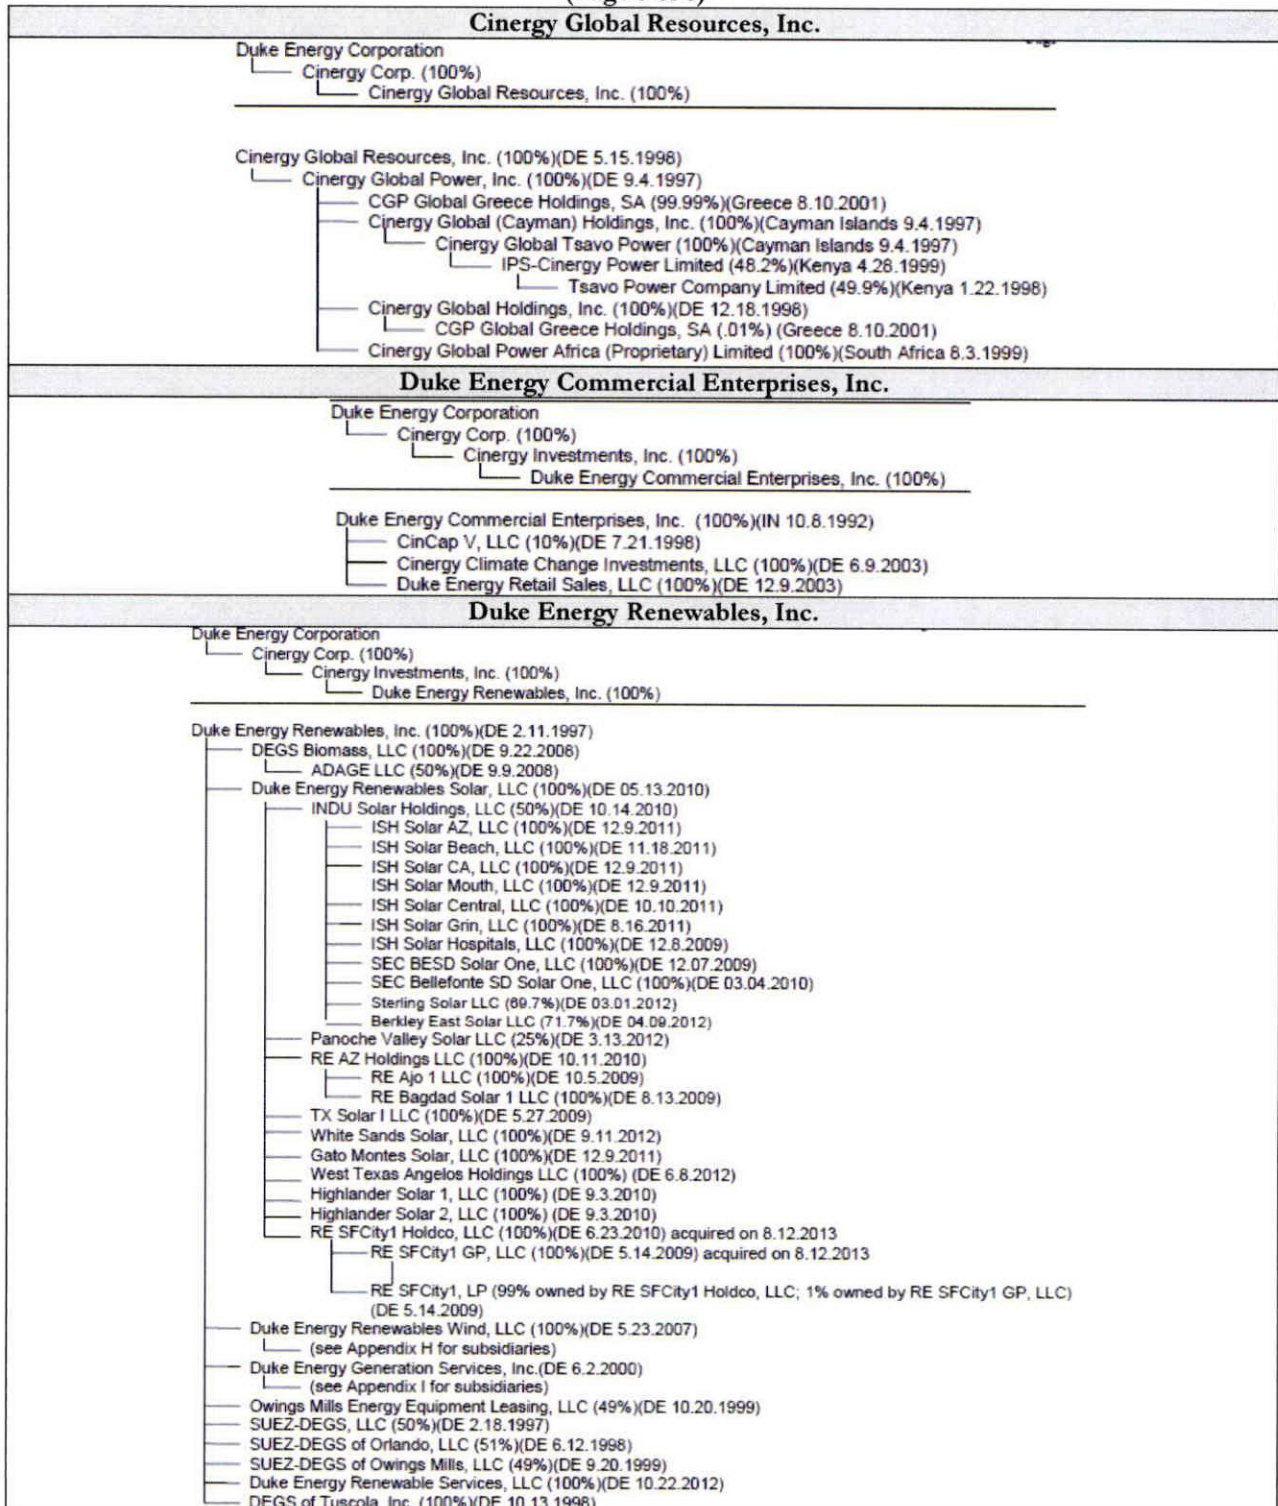 Cinergy Global Resources, Inc.
Duke Energy Corporation
Cinergy Corp. (100%)
Cinergy Global Resources, Inc. (100%)
Cinergy Global Resources, Inc. (100%)(DE 5.15.1998)
Cinergy Global Power, Inc. (100%)(DE 9.4.1997)
CGP Global Greece Holdings, SA (99.99%)(Greece 8.10.2001)
Cinergy Global (Cayman) Holdings, Inc. (100%)(Cayman Islands 9.4.1997)
Cinergy Global Tsavo Power (100%)(Cayman Islands 9.4.1997)
IPS-Cinergy Power Limited (48.2%)(Kenya 4.28.1999)
Tsavo Power Company Limited (49.9%)(Kenya 1.22.1998)
Cinergy Global Holdings, Inc. (100%)(DE 12.18.1998)
CGP Global Greece Holdings, SA (.01%) (Greece 8.10.2001)
Cinergy Global Power Africa (Proprietary) Limited (100%)(South Africa 8.3.1999)
Duke Energy Commercial Enterprises, Inc.
Duke Energy Corporation
Cinergy Corp. (100%)
Cinergy Investments, Inc. (100%)
Duke Energy Commercial Enterprises, Inc. (100%)
Duke Energy Commercial Enterprises, Inc. (100%)(IN 10.8.1992)
CinCap V, LLC (10%)(DE 7.21.1998)
Cinergy Climate Change Investments, LLC (100%)(DE 6.9.2003)
Duke Energy Retail Sales, LLC (100%)(DE 12.9.2003)
Duke Energy Renewables, Inc.
Duke Energy Corporation
Cinergy Corp. (100%)
Cinergy Investments, Inc. (100%)
Duke Energy Renewables, Inc. (100%)
Duke Energy Renewables, Inc. (100%)(DE 2.11.1997)
DEGS Biomass, LLC (100%)(DE 9.22.2008)
ADAGE LLC (50%)(DE 9.9.2008)
Duke Energy Renewables Solar, LLC (100%)(DE 05.13.2010)
INDU Solar Holdings, LLC (50%)(DE 10.14.2010)
ISH Solar AZ, LLC (100%)(DE 12.9.2011)
ISH Solar Beach, LLC (100%)(DE 11.18.2011)
ISH Solar CA, LLC (100%)(DE 12.9.2011)
ISH Solar Mouth, LLC (100%)(DE 12.9.2011)
ISH Solar Central, LLC (100%)(DE 10.10.2011)
ISH Solar Grin, LLC (100%)(DE 8.16.2011)
ISH Solar Hospitals, LLC (100%)(DE 12.8.2009)
SEC BESD Solar One, LLC (100%)(DE 12.07.2009)
SEC Bellefonte SD Solar One, LLC (100%)(DE 03.04.2010)
Sterling Solar LLC (69.7%)(DE 03.01.2012)
Berkley East Solar LLC (71.7%)(DE 04.09.2012)
Panoche Valley Solar LLC (25%)(DE 3.13.2012)
RE AZ Holdings LLC (100%)(DE 10.11.2010)
RE Ajo 1 LLC (100%)(DE 10.5.2009)
RE Bagdad Solar 1 LLC (100%)(DE 8.13.2009)
TX Solar I LLC (100%)(DE 5.27.2009)
White Sands Solar, LLC (100%)(DE 9.11.2012)
Gato Montes Solar, LLC (100%)(DE 12.9.2011)
West Texas Angelos Holdings LLC (100%) (DE 6.8.2012)
Highlander Solar 1, LLC (100%) (DE 9.3.2010)
Highlander Solar 2, LLC (100%) (DE 9.3.2010)
RE SFCity1 Holdco, LLC (100%)(DE 6.23.2010) acquired on 8.12.2013
RE SFCity1 GP, LLC (100%)(DE 5.14.2009) acquired on 8.12.2013
RE SFCity1, LP (99% owned by RE SFCity1 Holdco, LLC; 1% owned by RE SFCity1 GP, LLC)
(DE 5.14.2009)
Duke Energy Renewables Wind, LLC (100%)(DE 5.23.2007)
(see Appendix H for subsidiaries)
Duke Energy Generation Services, Inc.(DE 6.2.2000)
(see Appendix I for subsidiaries)
Owings Mills Energy Equipment Leasing, LLC (49%)(DE 10.20.1999)
SUEZ-DEGS, LLC (50%)(DE 2.18.1997)
SUEZ-DEGS of Orlando, LLC (51%)(DE 6.12.1998)
SUEZ-DEGS of Owings Mills, LLC (49%)(DE 9.20.1999)
Duke Energy Renewable Services, LLC (100%)(DE 10.22.2012)
DEGS of Tuscola, Inc. (100%)(DE 10.13.1998)